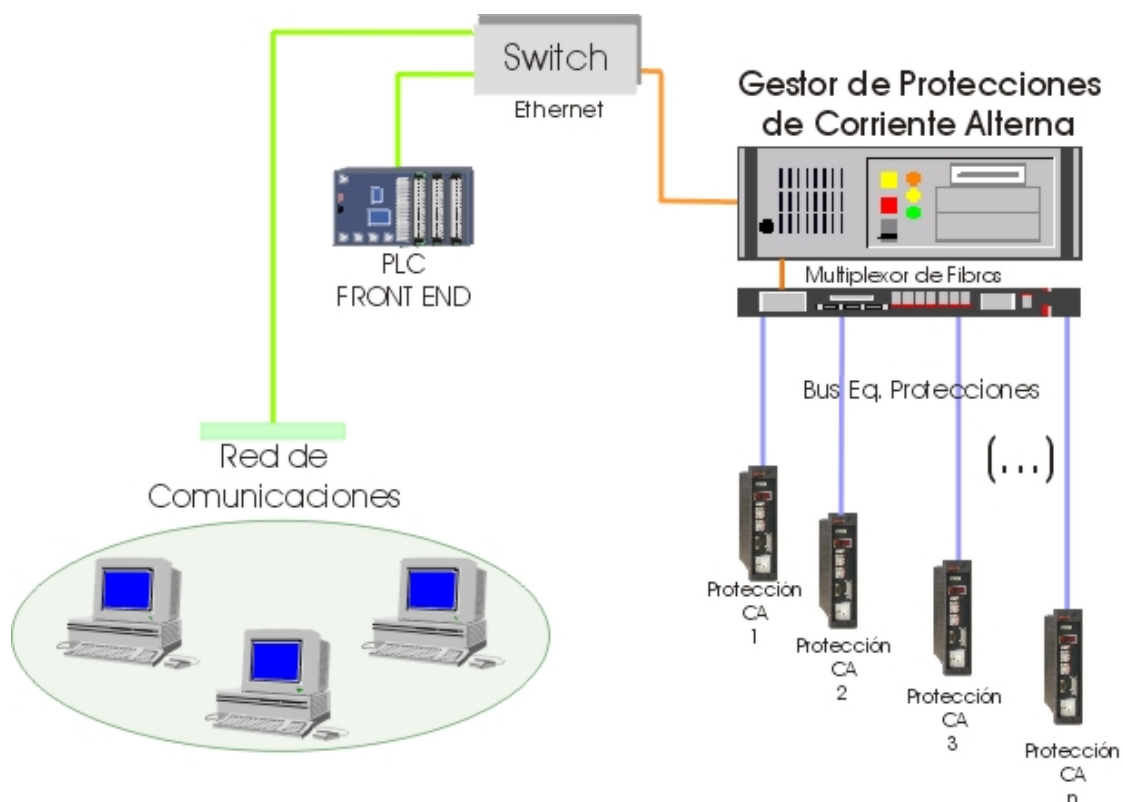 Switch
Ethernet
Gestor de Protecciones
de Corriente Alterna
PLC
FRONT END
Multiplexor de Fibras
Bus Eq. Protecciones
(...)
Red de
Comunicaciones
Protección
CA
1
Protección
CA
2
Protección
CA
3
Protección
CA
n